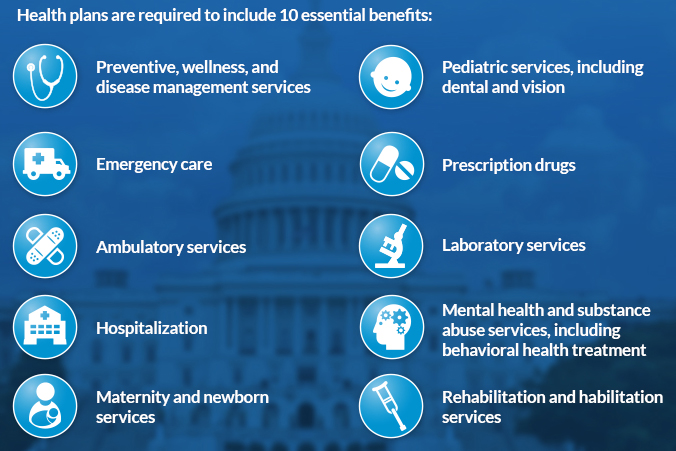 Health plans are required to include 10 essential benefits:
Preventive, wellness, and
disease management services
Pediatric services, including
dental and vision
Emergency care
Prescription drugs
Ambulatory services
Laboratory services
Hospitalization
Mental health and substance
abuse services, including
behavioral health treatment
Maternity and newborn
services
Rehabilitation and habilitation
services